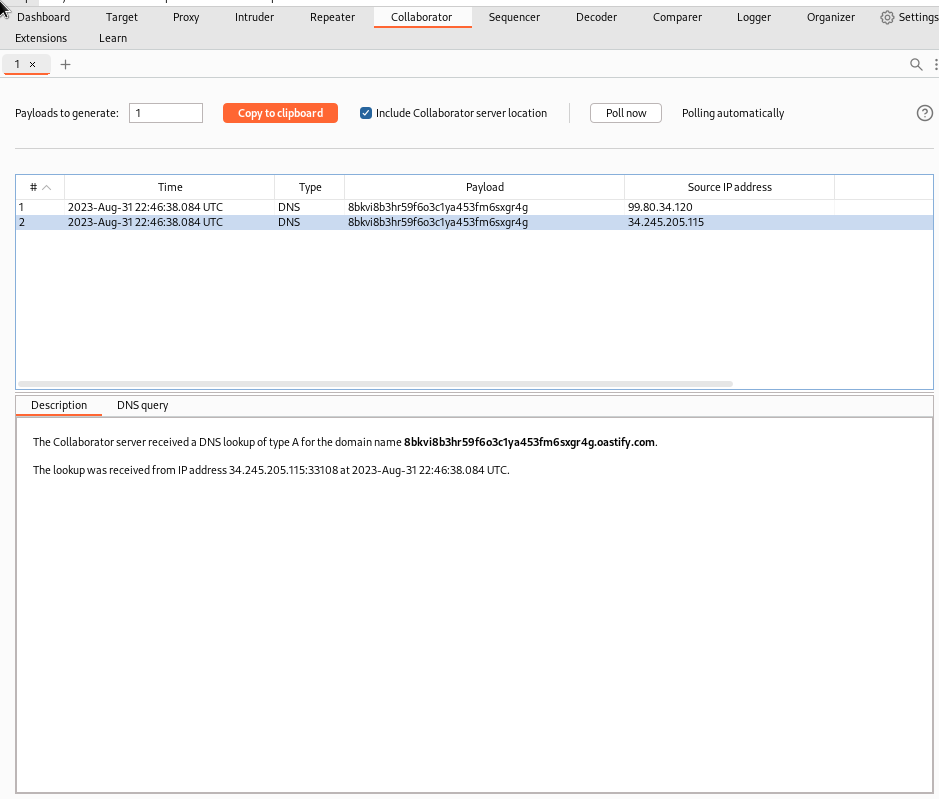 Dashboard Target Proxy Intruder Repeater Collaborator Sequencer Decoder Comparer Logger Organizer Settings
Extensions Learn
1 × +
Payloads to generate: 1 Copy to clipboard Include Collaborator server location Poll now Polling automatically ?
# Time Type Payload Source IP address
1 2023-Aug-31 22:46:38.084 UTC DNS 8bkvi8b3hr59f6o3c1ya453fm6sxgr4g 99.80.34.120
2 2023-Aug-31 22:46:38.084 UTC DNS 8bkvi8b3hr59f6o3c1ya453fm6sxgr4g 34.245.205.115
Description DNS query
The Collaborator server received a DNS lookup of type A for the domain name 8bkvi8b3hr59f6o3c1ya453fm6sxgr4g.oastify.com.
The lookup was received from IP address 34.245.205.115:33108 at 2023-Aug-31 22:46:38.084 UTC.